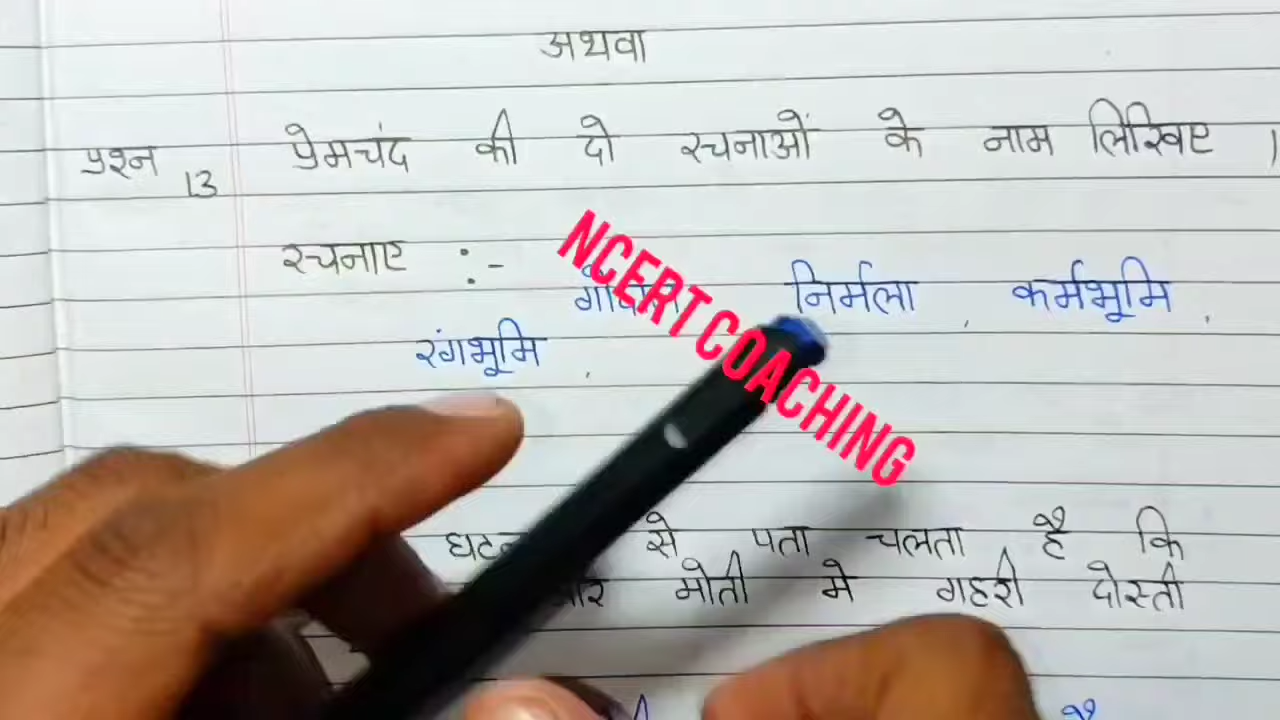 अथवा
प्रश्न 13 प्रेमचंद की दो रचनाओं के नाम लिखिए ।
रचनाए :- निर्मला , कर्मभूमि ,
रंगभूमि ,
NCERT COACHING
से पता चलता है कि
मोती मे गहरी दोस्ती